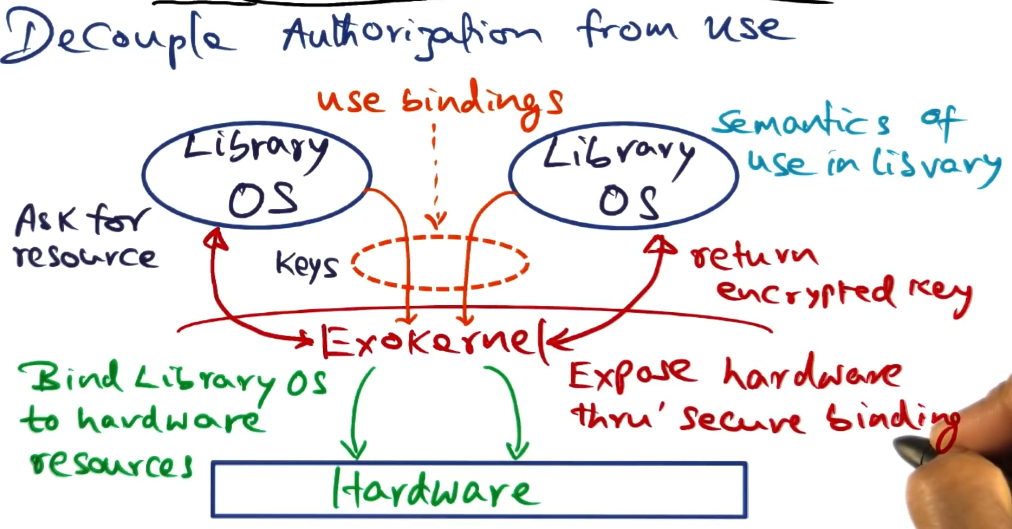 Decouple Authorization from use
use bindings
Library
OS
Library
OS
Semantics of
use in Library
Ask for
resource
Keys
return
encrypted key
Exokernel
Bind Library OS
to hardware
resources
Expose hardware
thru' secure binding
Hardware